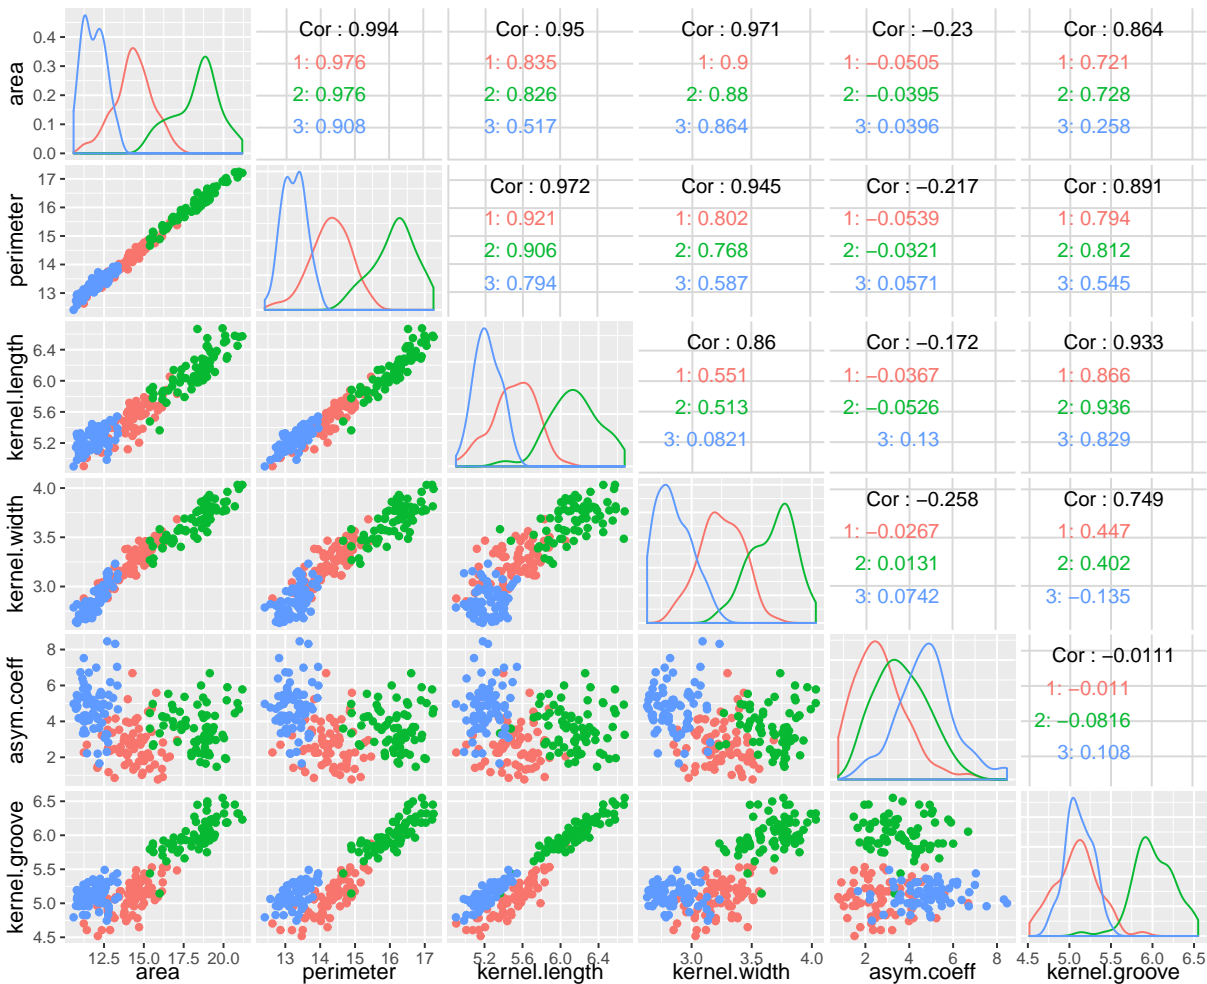 area
0.4
0.3
0.2
0.1
0.0
Cor : 0.994
1: 0.976
2: 0.976
3: 0.908
Cor : 0.95
1: 0.835
2: 0.826
3: 0.517
Cor : 0.971
1: 0.9
2: 0.88
3: 0.864
Cor : −0.23
1: −0.0505
2: −0.0395
3: 0.0396
Cor : 0.864
1: 0.721
2: 0.728
3: 0.258
perimeter
17
16
15
14
13
Cor : 0.972
1: 0.921
2: 0.906
3: 0.794
Cor : 0.945
1: 0.802
2: 0.768
3: 0.587
Cor : −0.217
1: −0.0539
2: −0.0321
3: 0.0571
Cor : 0.891
1: 0.794
2: 0.812
3: 0.545
kernel.length
6.4
6.0
5.6
5.2
Cor : 0.86
1: 0.551
2: 0.513
3: 0.0821
Cor : −0.172
1: −0.0367
2: −0.0526
3: 0.13
Cor : 0.933
1: 0.866
2: 0.936
3: 0.829
kernel.width
4.0
3.5
3.0
Cor : −0.258
1: −0.0267
2: 0.0131
3: 0.0742
Cor : 0.749
1: 0.447
2: 0.402
3: −0.135
asym.coeff
8
6
4
2
Cor : −0.0111
1: −0.011
2: −0.0816
3: 0.108
kernel.groove
6.5
6.0
5.5
5.0
4.5
12.5 15.0 17.5 20.0
13 14 15 16 17
5.2 5.6 6.0 6.4
3.0 3.5 4.0
2 4 6 8
4.5 5.0 5.5 6.0 6.5
area
perimeter
kernel.length
kernel.width
asym.coeff
kernel.groove